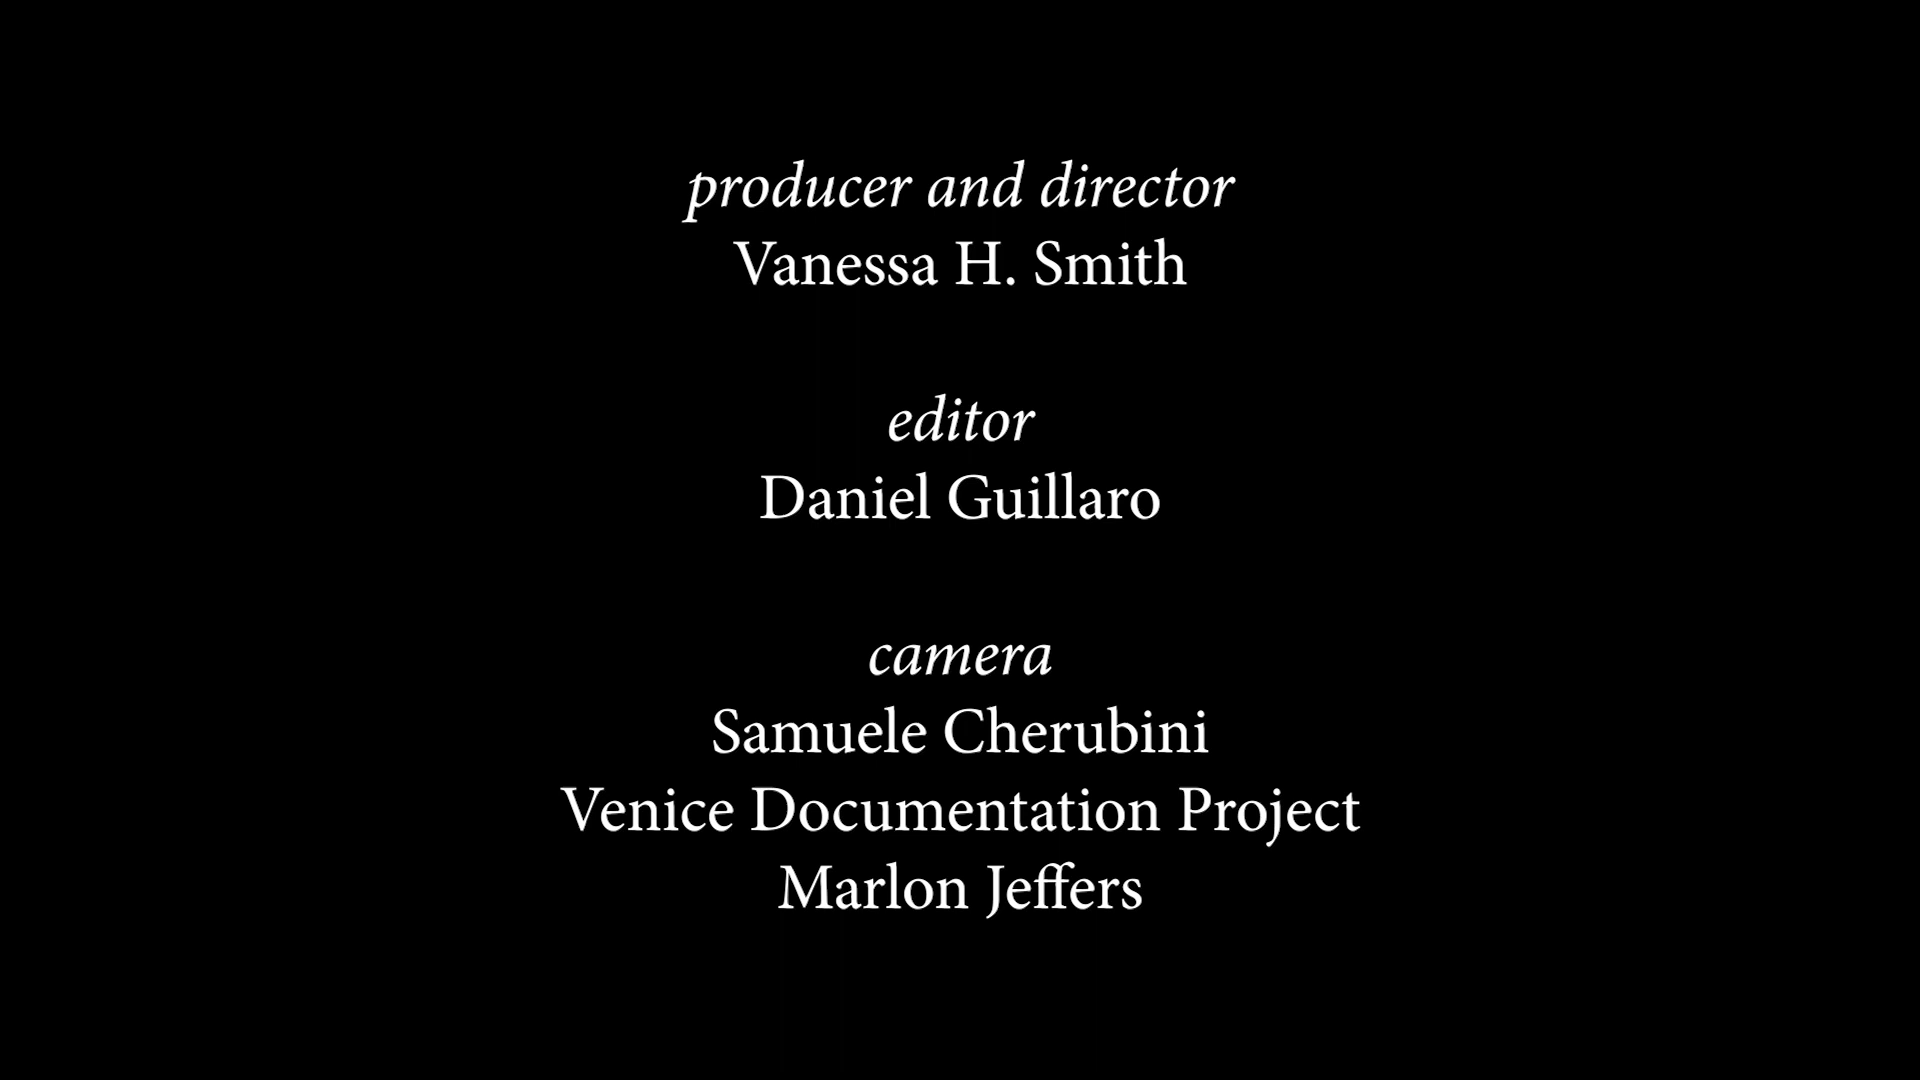 producer and director
Vanessa H. Smith
editor
Daniel Guillaro
camera
Samuele Cherubini
Venice Documentation Project
Marlon Jeffers